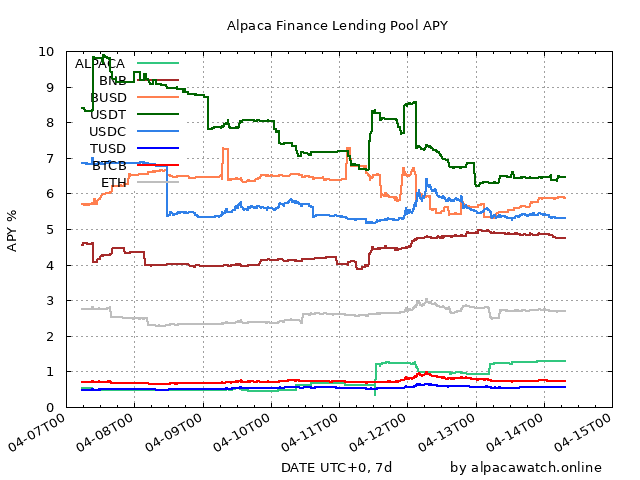 Alpaca Finance Lending Pool APY
10
9
8
7
6
5
4
3
2
1
0
APY %
ALPACA
BNB
BUSD
USDT
USDC
TUSD
BTCB
ETH
04-07T00
04-08T00
04-09T00
04-10T00
04-11T00
04-12T00
04-13T00
04-14T00
04-15T00
DATE UTC+0, 7d
by alpacawatch.online